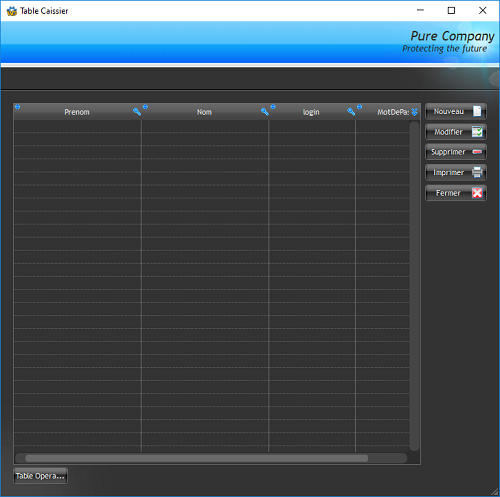 Table Caissier
Pure Company
Protecting the future
Prenom Nom login MotDePa:
Nouveau
Modifier
Supprimer
Imprimer
Fermer
Table Opera...